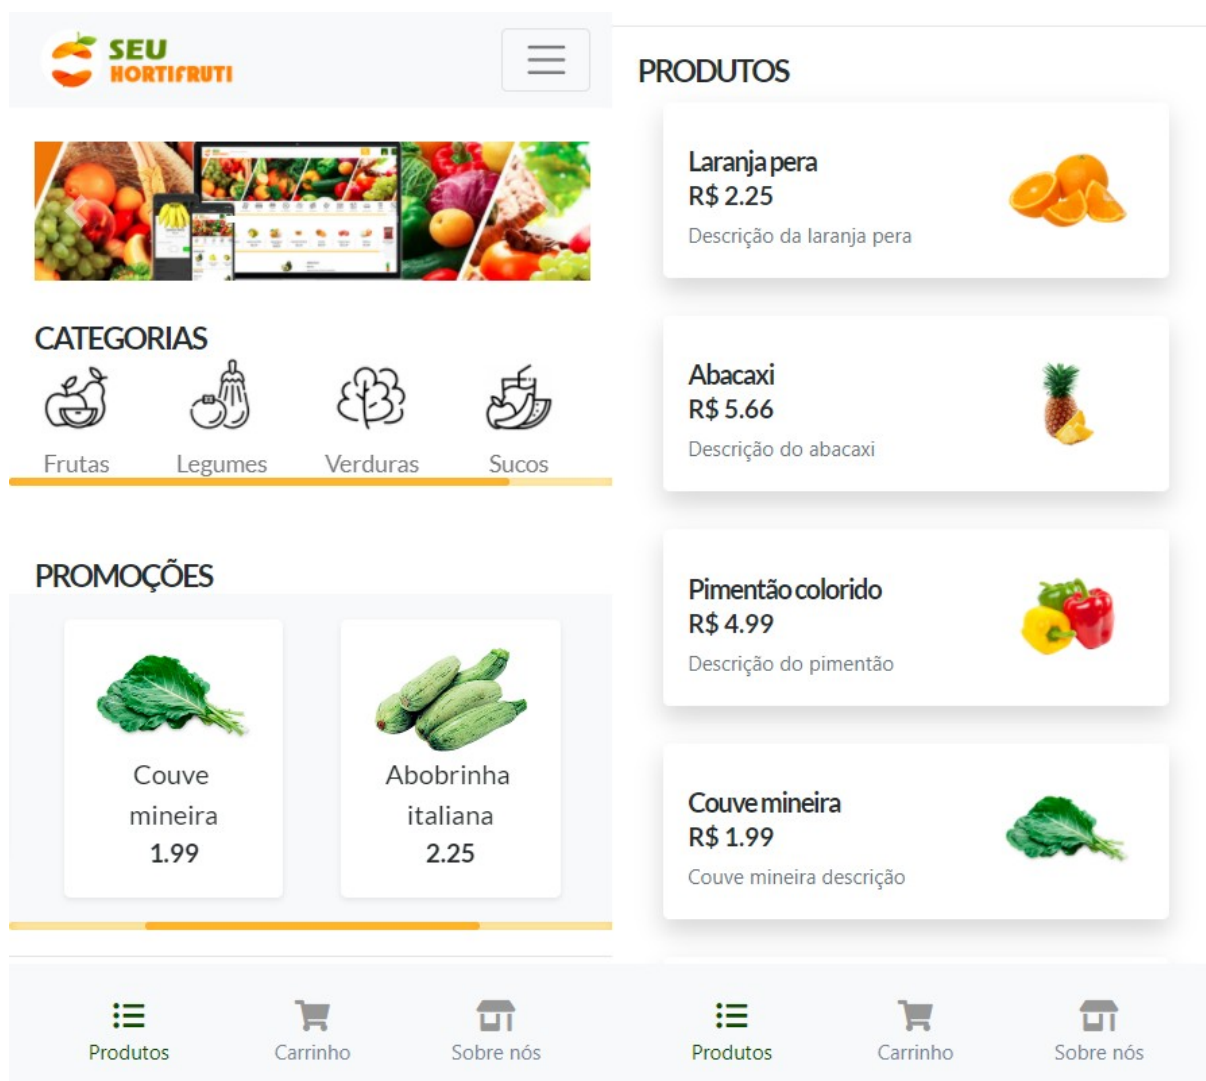 SEU
HORTIFRUTI
CATEGORIAS
Frutas
Legumes
Verduras
Sucos
PROMOÇÕES
Couve
mineira
1.99
Abobrinha
italiana
2.25
Produtos
Carrinho
Sobre nós
PRODUTOS
Laranja pera
R$ 2.25
Descrição da laranja pera
Abacaxi
R$ 5.66
Descrição do abacaxi
Pimentão colorido
R$ 4.99
Descrição do pimentão
Couve mineira
R$ 1.99
Couve mineira descrição
Produtos
Carrinho
Sobre nós